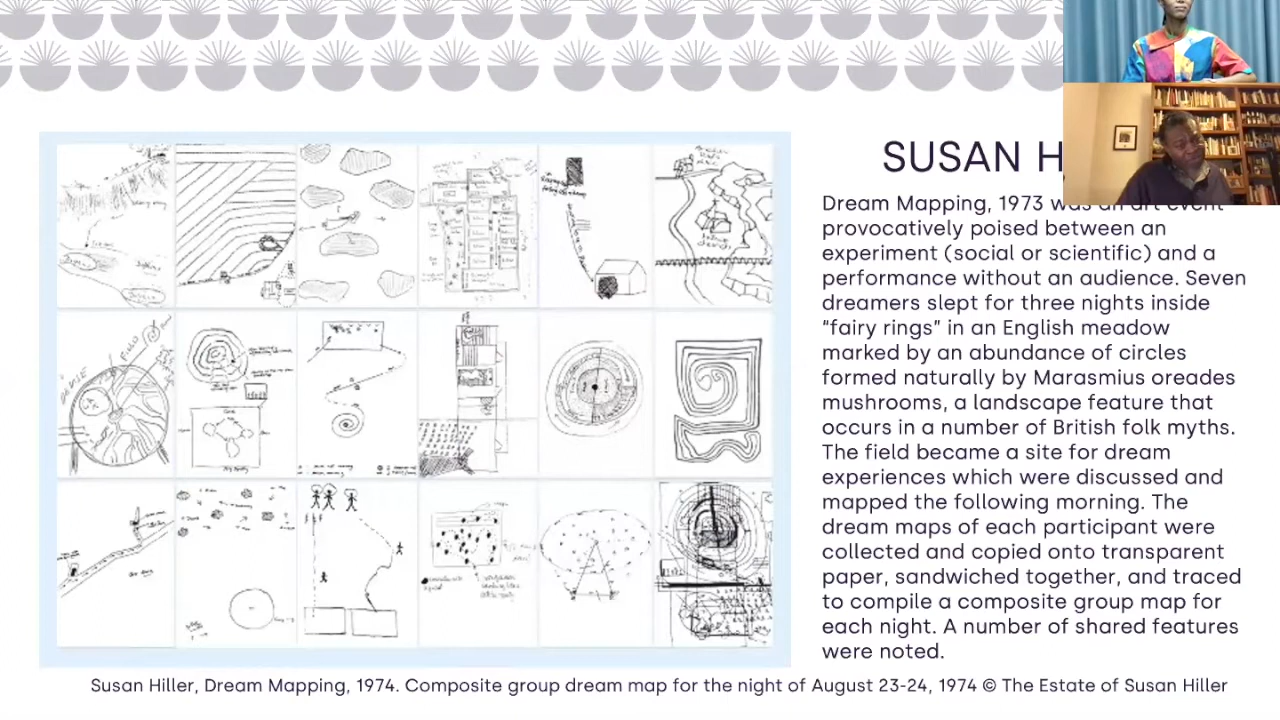 SUSAN H
Dream Mapping, 1973 was an art event
provocatively poised between an
experiment (social or scientific) and a
performance without an audience. Seven
dreamers slept for three nights inside
“fairy rings” in an English meadow
marked by an abundance of circles
formed naturally by Marasmius oreades
mushrooms, a landscape feature that
occurs in a number of British folk myths.
The field became a site for dream
experiences which were discussed and
mapped the following morning. The
dream maps of each participant were
collected and copied onto transparent
paper, sandwiched together, and traced
to compile a composite group map for
each night. A number of shared features
were noted.
Susan Hiller, Dream Mapping, 1974. Composite group dream map for the night of August 23-24, 1974 © The Estate of Susan Hiller